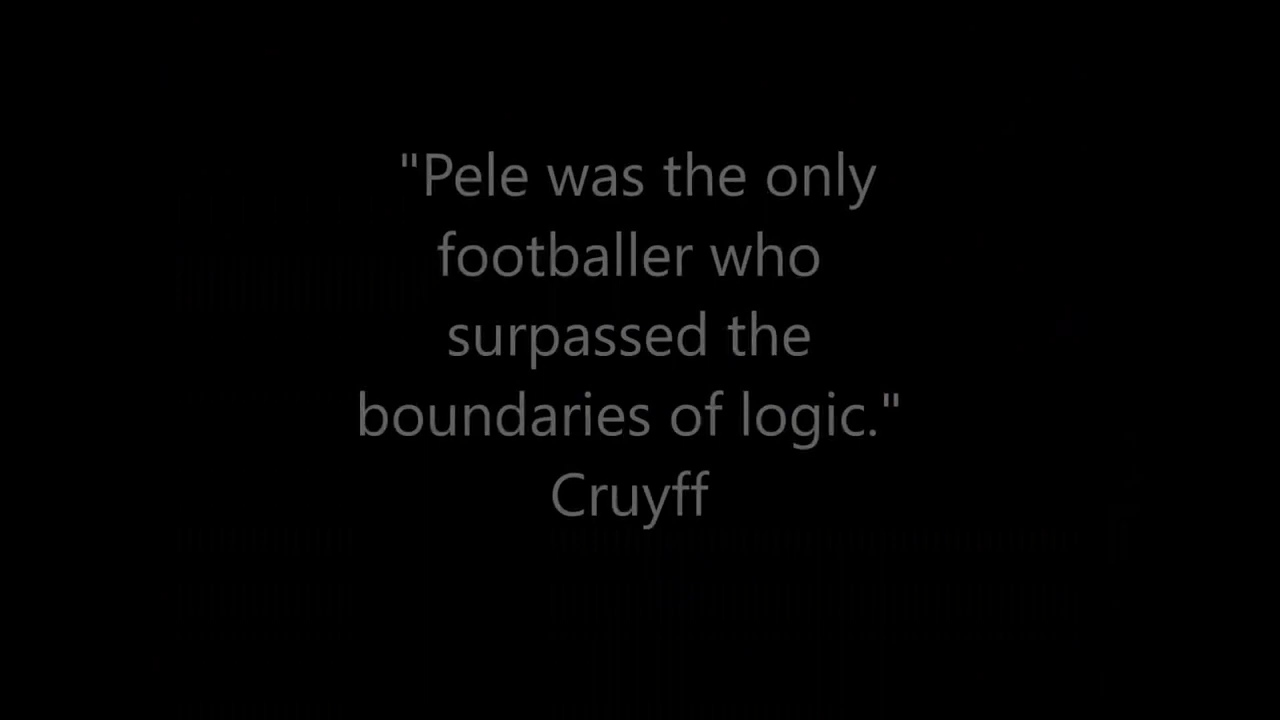 "Pele was the only
footballer who
surpassed the
boundaries of logic."
Cruyff